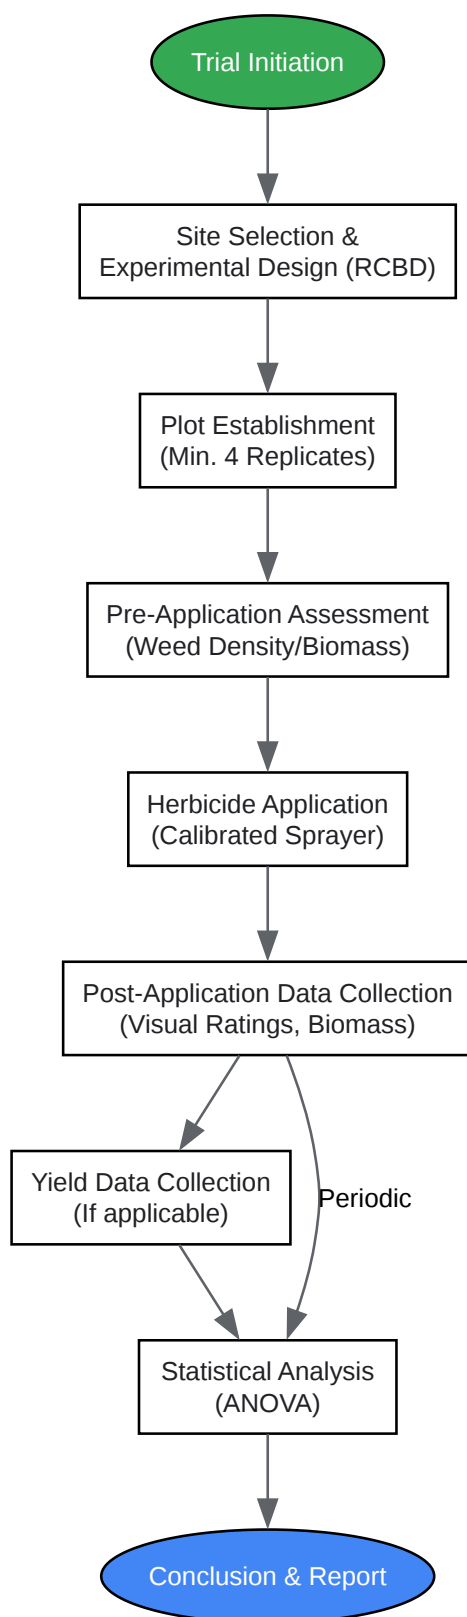 Trial Initiation
Site Selection &
Experimental Design (RCBD)
Plot Establishment
(Min. 4 Replicates)
Pre-Application Assessment
(Weed Density/Biomass)
Herbicide Application
(Calibrated Sprayer)
Post-Application Data Collection
(Visual Ratings, Biomass)
Yield Data Collection
(If applicable)
Periodic
Statistical Analysis
(ANOVA)
Conclusion & Report